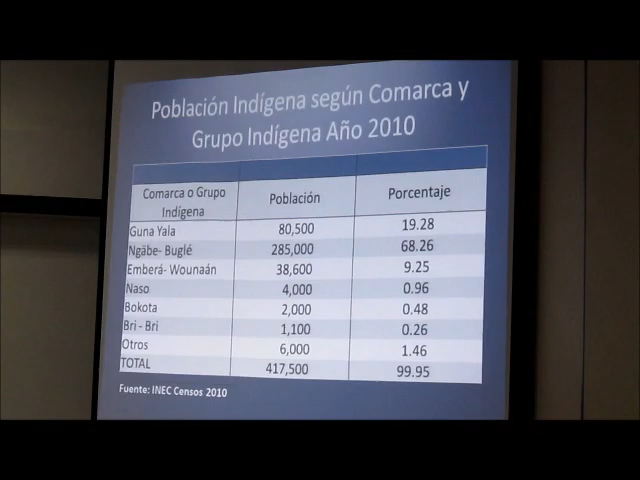 Población Indígena según Comarca y
Grupo Indígena Año 2010
Comarca o Grupo Indígena Población Porcentaje
Guna Yala 80,500 19.28
Ngäbe- Buglé 285,000 68.26
Emberá- Wounaán 38,600 9.25
Naso 4,000 0.96
Bokota 2,000 0.48
Bri - Bri 1,100 0.26
Otros 6,000 1.46
TOTAL 417,500 99.95
Fuente: INEC Censos 2010